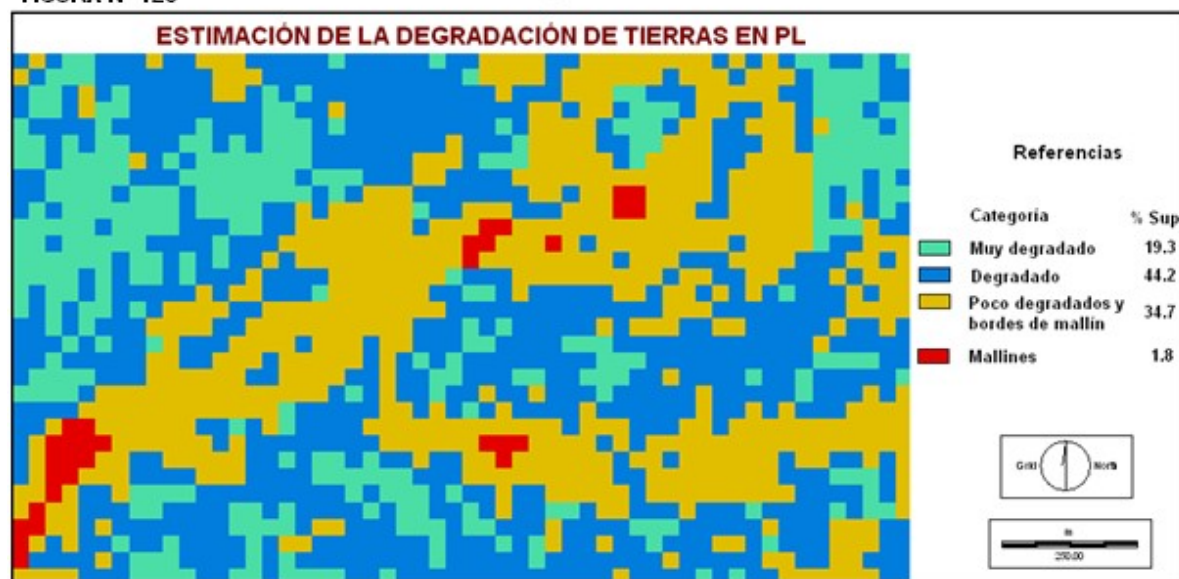 ESTIMACIÓN DE LA DEGRADACIÓN DE TIERRAS EN PL
Referencias
Categoría % Sup
Muy degradado 19.3
Degradado 44.2
Poco degradados y
bordes de mallín 34.7
Mallines 1.8
Grid North
m
250.00